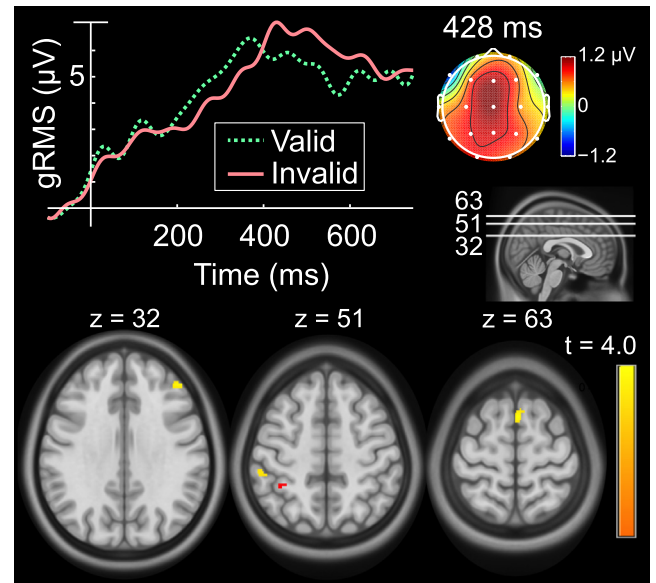 gRMS (μV)
5
Valid
Invalid
200
400
600
Time (ms)
428 ms
1.2 μV
0
−1.2
63
51
32
z = 32
z = 51
z = 63
t = 4.0